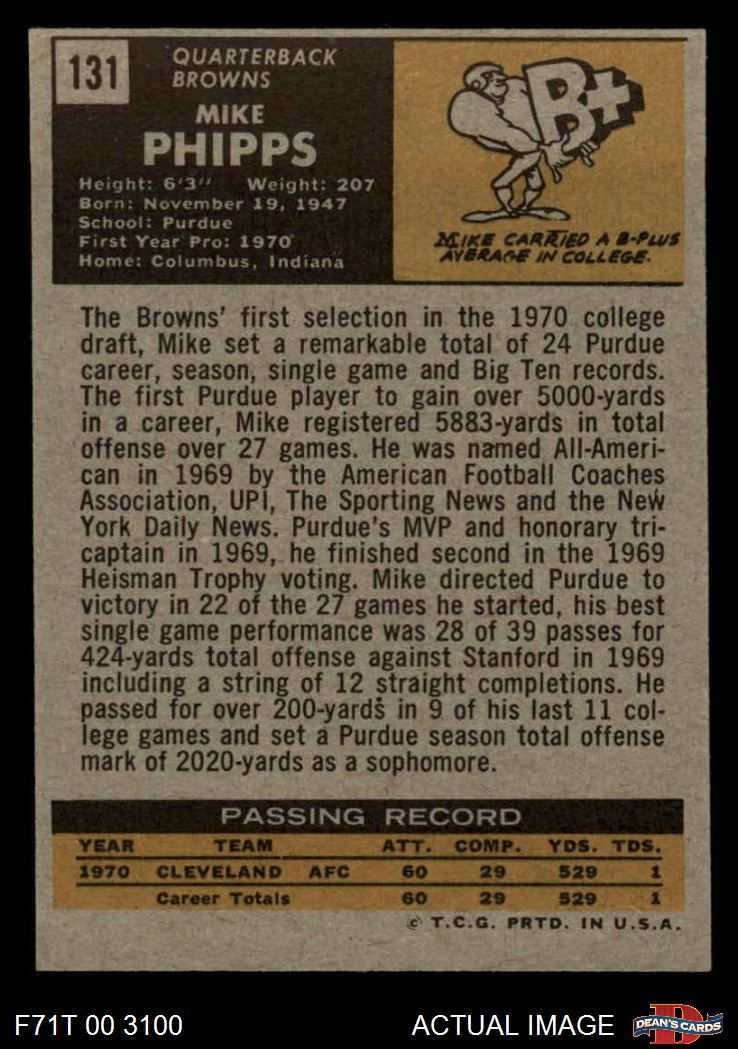 131
QUARTERBACK
BROWNS
MIKE
PHIPPS
Height: 6'3" Weight: 207
Born: November 19, 1947
School: Purdue
First Year Pro: 1970
Home: Columbus, Indiana
B+
MIKE CARRIED A B-PLUS
AVERAGE IN COLLEGE.
The Browns' first selection in the 1970 college
draft, Mike set a remarkable total of 24 Purdue
career, season, single game and Big Ten records.
The first Purdue player to gain over 5000-yards
in a career, Mike registered 5883-yards in total
offense over 27 games. He was named All-Ameri-
can in 1969 by the American Football Coaches
Association, UPI, The Sporting News and the New
York Daily News. Purdue's MVP and honorary tri-
captain in 1969, he finished second in the 1969
Heisman Trophy voting. Mike directed Purdue to
victory in 22 of the 27 games he started, his best
single game performance was 28 of 39 passes for
424-yards total offense against Stanford in 1969
including a string of 12 straight completions. He
passed for over 200-yards in 9 of his last 11 col-
lege games and set a Purdue season total offense
mark of 2020-yards as a sophomore.
PASSING RECORD
YEAR TEAM ATT. COMP. YDS. TDS.
1970 CLEVELAND AFC 60 29 529 1
Career Totals 60 29 529 1
© T.C.G. PRTD. IN U.S.A.
F71T 00 3100 ACTUAL IMAGE
D
DEAN'S CARDS